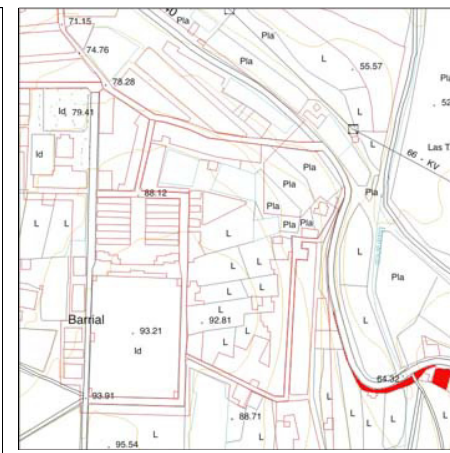 71.15
40
Pla
74.76
Pla
78.28
Pla
L
55.57
Id
79.41
L
66 - KV
L
Las T
Id
Pla
Pla
88.12
Pla
Pla
L
L
Pla
Pla
L
L
Pla
L
L
Barrial
L
93.21
92.81
L
L
Id
L
64.32
93.91
88.71
L
L
L
L
L
95.54
L